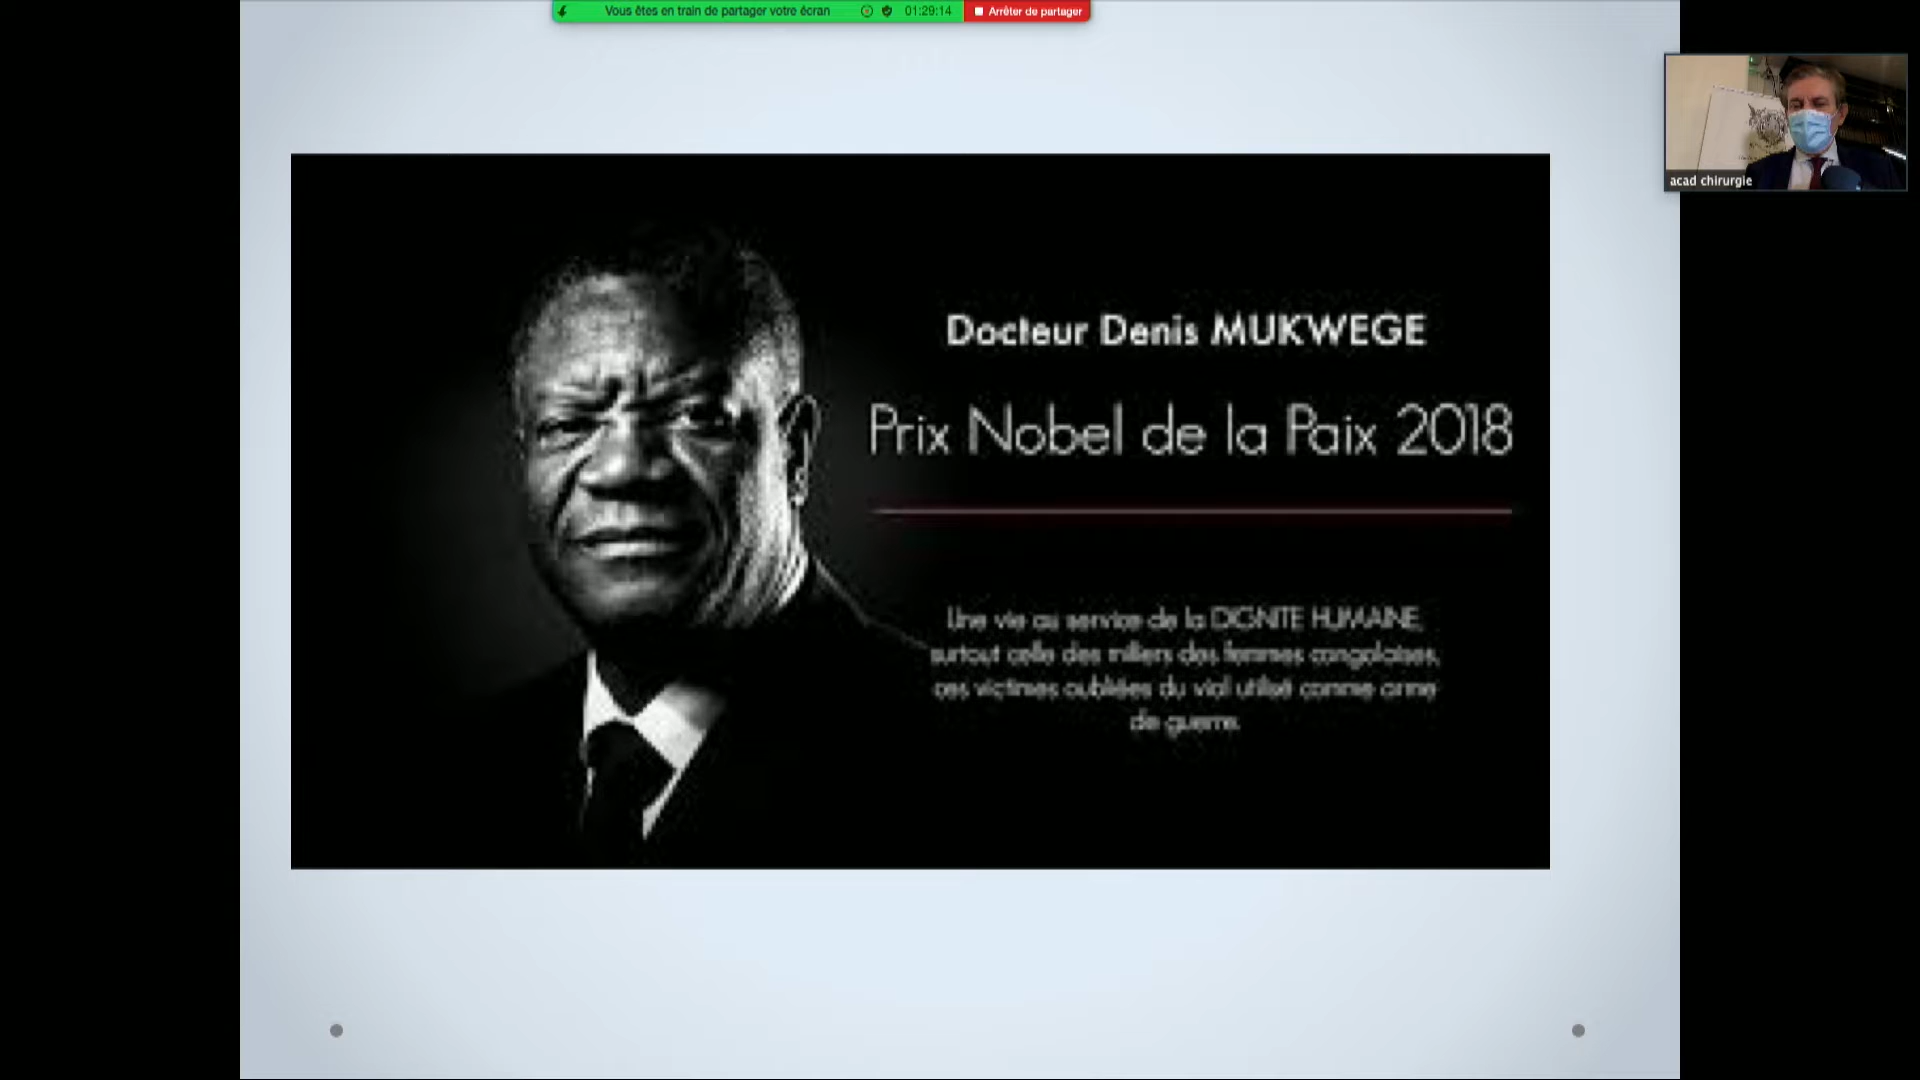 Vous êtes en train de partager votre écran
01:29:14
Arrêter de partager
acad chirurgie
Docteur Denis MUKWEGE
Prix Nobel de la Paix 2018
Une vie au service de la DIGNITE HUMAINE,
surtout celle des milliers des femmes congolaises,
ces victimes oubliées du viol utilisé comme arme
de guerre.